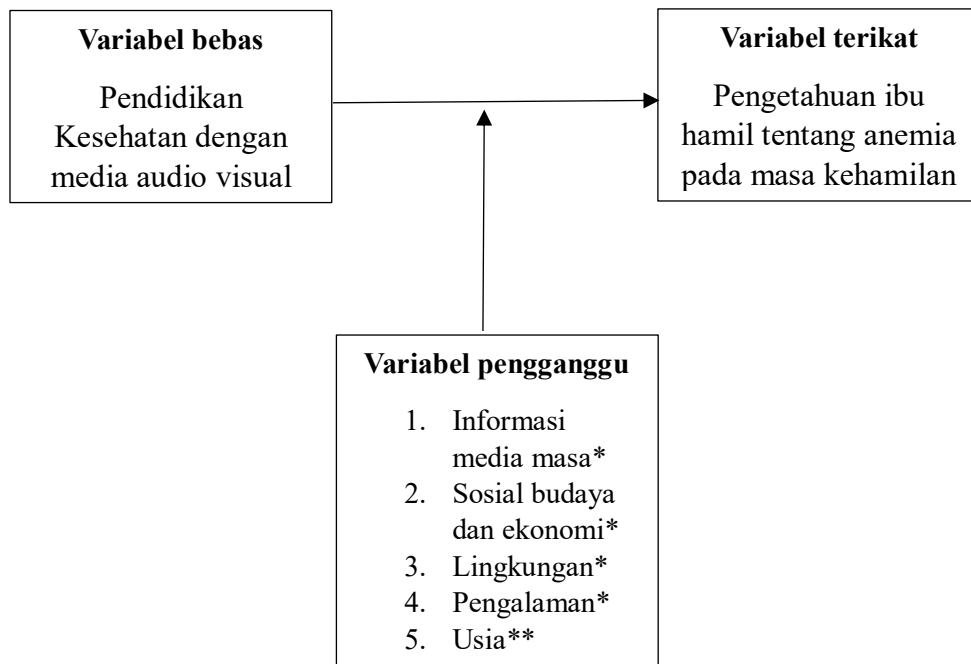 Variabel bebas
Pendidikan
Kesehatan dengan
media audio visual
Variabel terikat
Pengetahuan ibu
hamil tentang anemia
pada masa kehamilan
Variabel pengganggu
1. Informasi
media masa*
2. Sosial budaya
dan ekonomi*
3. Lingkungan*
4. Pengalaman*
5. Usia**